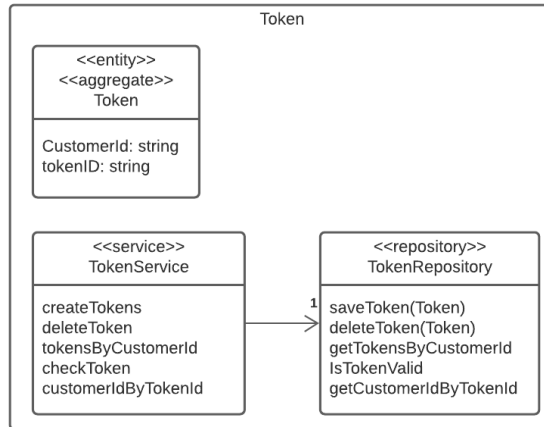 Token
<<entity>>
<<aggregate>>
Token
CustomerId: string
tokenID: string
<<service>>
TokenService
createTokens
deleteToken
tokensByCustomerId
checkToken
customerIdByTokenId
1
<<repository>>
TokenRepository
saveToken(Token)
deleteToken(Token)
getTokensByCustomerId
IsTokenValid
getCustomerIdByTokenId